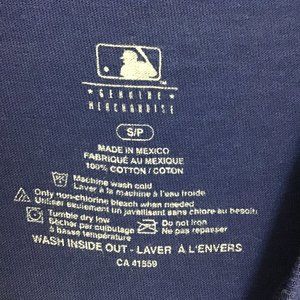 GENUINE
MERCHANDISE
S/P
MADE IN MEXICO
FABRIQUÉ AU MEXIQUE
100% COTTON / COTON
Machine wash cold
Laver à la machine à l'eau froide
Only non-chlorine bleach when needed
Utiliser seulement un javalisant sans chlore au besoin
Tumble dry low
Sécher par culbutage
à basse température
Do not iron
Ne pas repasser
WASH INSIDE OUT - LAVER À L'ENVERS
CA 41559